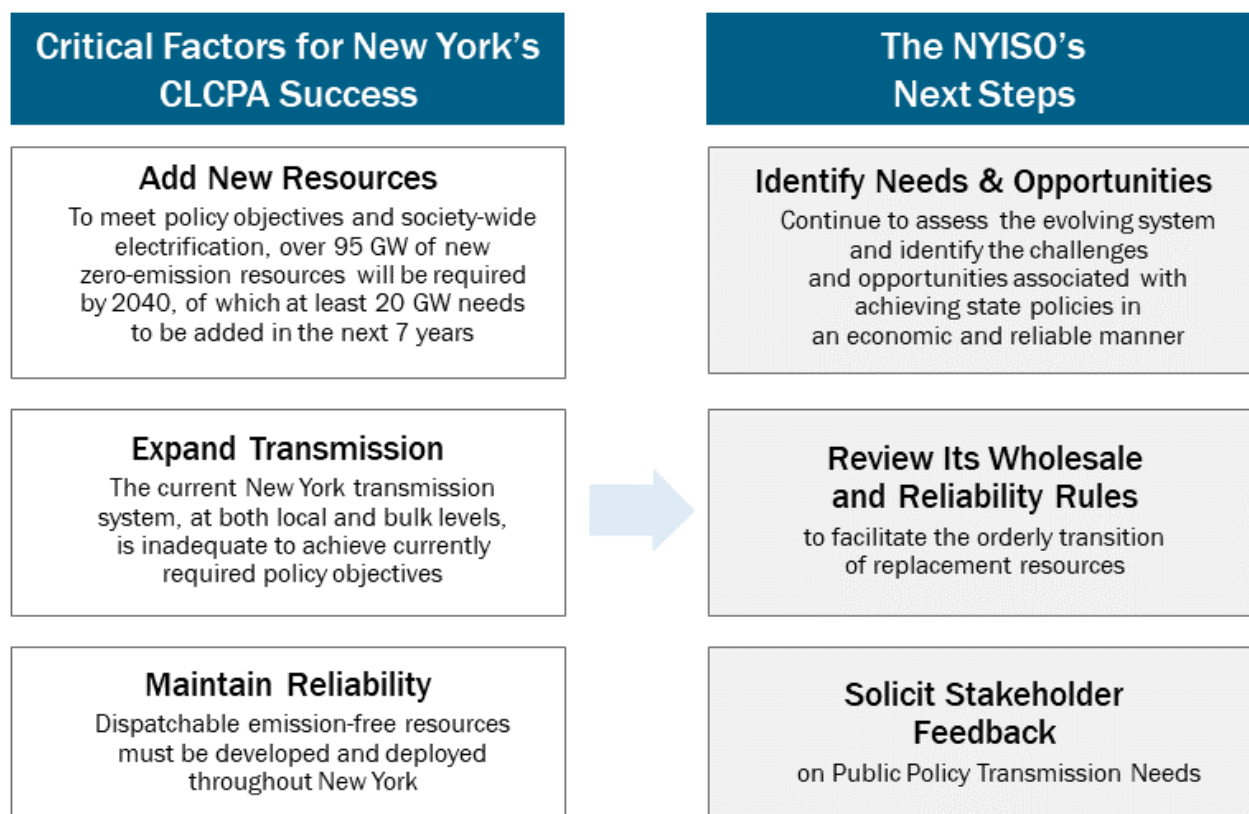 Critical Factors for New York's
CLCPA Success
Add New Resources
To meet policy objectives and society-wide
electrification, over 95 GW of new
zero-emission resources will be required
by 2040, of which at least 20 GW needs
to be added in the next 7 years
Expand Transmission
The current New York transmission
system, at both local and bulk levels,
is inadequate to achieve currently
required policy objectives
Maintain Reliability
Dispatchable emission-free resources
must be developed and deployed
throughout New York
The NYISO's
Next Steps
Identify Needs & Opportunities
Continue to assess the evolving system
and identify the challenges
and opportunities associated with
achieving state policies in
an economic and reliable manner
Review Its Wholesale
and Reliability Rules
to facilitate the orderly transition
of replacement resources
Solicit Stakeholder
Feedback
on Public Policy Transmission Needs